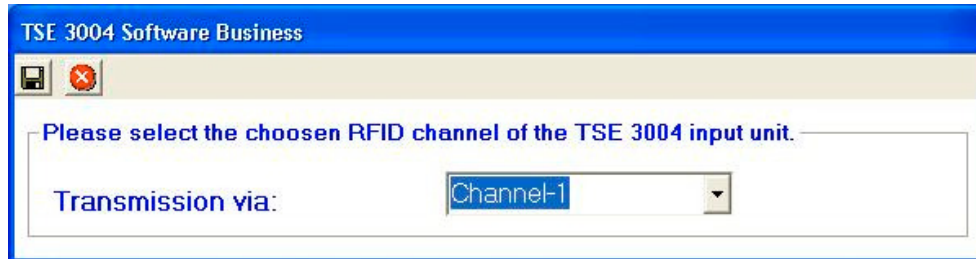 TSE 3004 Software Business
Please select the choosen RFID channel of the TSE 3004 input unit.
Transmission via: Channel-1